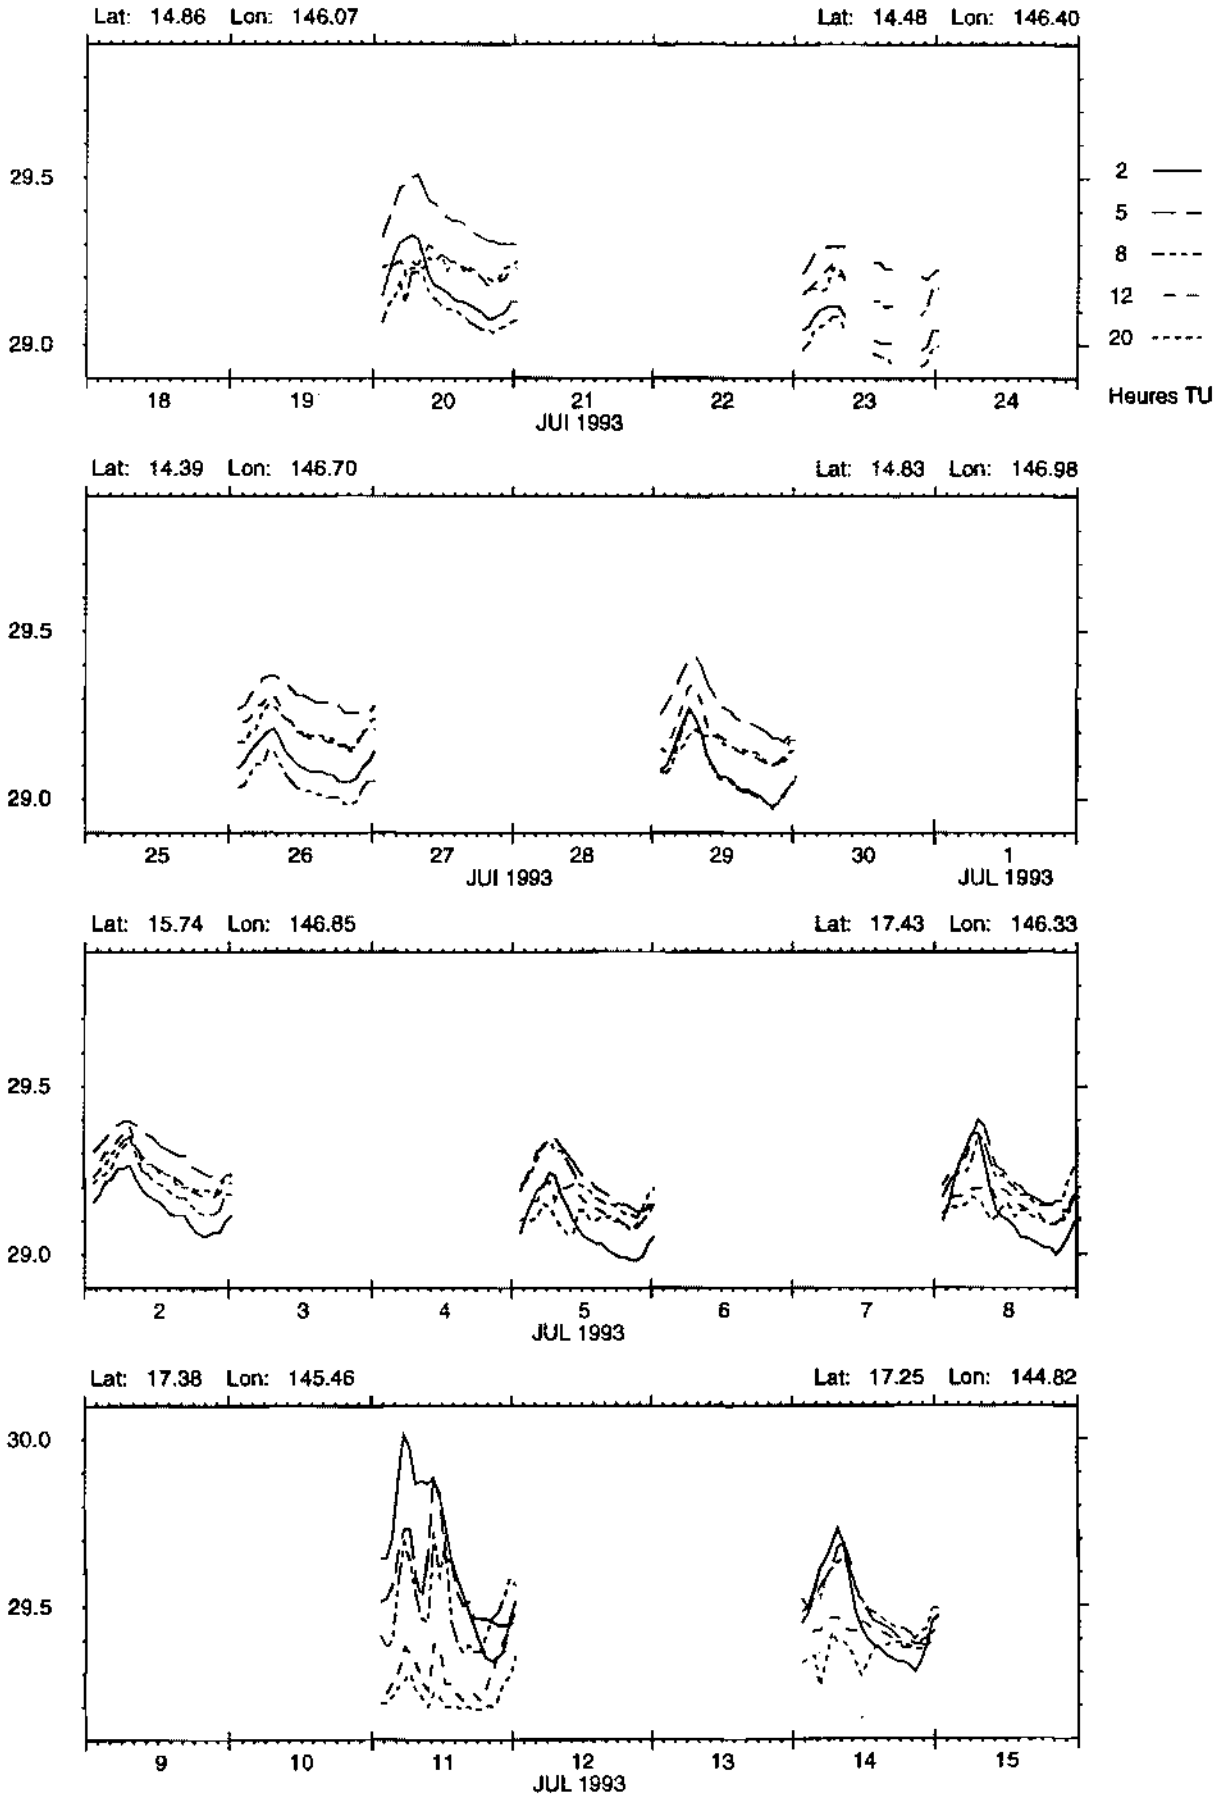 Lat: 14.86 Lon: 146.07 Lat: 14.48 Lon: 146.40
29.5
29.0
2
5
8
12
20
Heures TU
18 19 20 21 22 23 24
JUI 1993
Lat: 14.39 Lon: 146.70 Lat: 14.83 Lon: 146.98
29.5
29.0
25 26 27 28 29 30 1
JUI 1993 JUL 1993
Lat: 15.74 Lon: 146.85 Lat: 17.43 Lon: 146.33
29.5
29.0
2 3 4 5 6 7 8
JUL 1993
Lat: 17.38 Lon: 145.46 Lat: 17.25 Lon: 144.82
30.0
29.5
9 10 11 12 13 14 15
JUL 1993